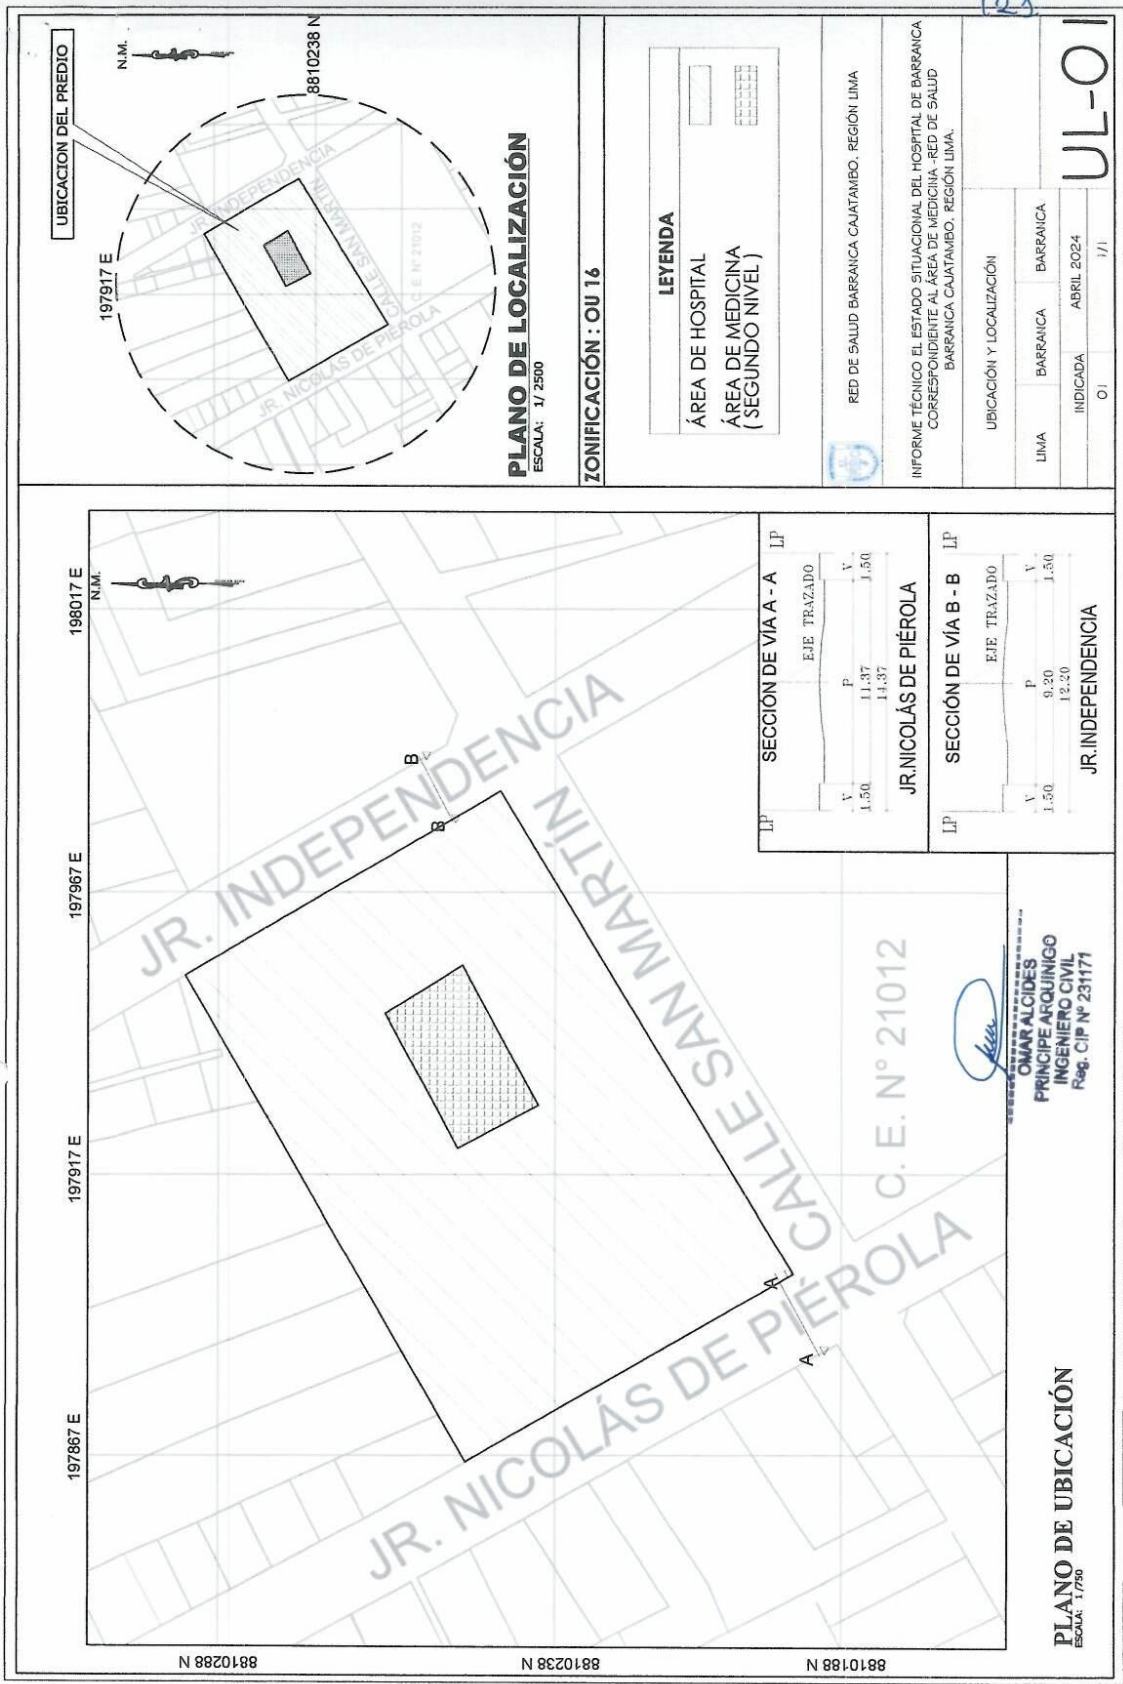 PLANO DE UBICACIÓN
ESCALA: 1/750
197867 E
197917 E
197967 E
198017 E
8810288 N
8810238 N
8810188 N
N.M.
JR. INDEPENDENCIA
JR. NICOLÁS DE PIÉROLA
CALLE SAN MARTÍN
C. E. N° 21012
A
A
B
B
OMAR ALCIDES
PRINCIPE ARQUINIGO
INGENIERO CIVIL
Reg. CIP Nº 231171
SECCIÓN DE VÍA A - A
LP
LP
EJE TRAZADO
V
P
V
1.50
11.37
1.50
14.37
JR.NICOLÁS DE PIÉROLA
SECCIÓN DE VÍA B - B
LP
LP
EJE TRAZADO
V
P
V
1.50
9.20
1.50
12.20
JR.INDEPENDENCIA
UBICACION DEL PREDIO
N.M.
197917 E
8810238 N
JR. INDEPENDENCIA
CALLE SAN MARTÍN
JR. NICOLAS DE PIÉROLA
C. E. N° 21012
PLANO DE LOCALIZACIÓN
ESCALA: 1/ 2500
ZONIFICACIÓN : OU 16
LEYENDA
ÁREA DE HOSPITAL
ÁREA DE MEDICINA
( SEGUNDO NIVEL )
RED DE SALUD BARRANCA CAJATAMBO. REGIÓN LIMA
INFORME TÉCNICO EL ESTADO SITUACIONAL DEL HOSPITAL DE BARRANCA
CORRESPONDIENTE AL ÁREA DE MEDICINA -RED DE SALUD
BARRANCA CAJATAMBO. REGIÓN LIMA.
UBICACIÓN Y LOCALIZACIÓN
LIMA
BARRANCA
BARRANCA
INDICADA
ABRIL 2024
01
1/1
UL-01